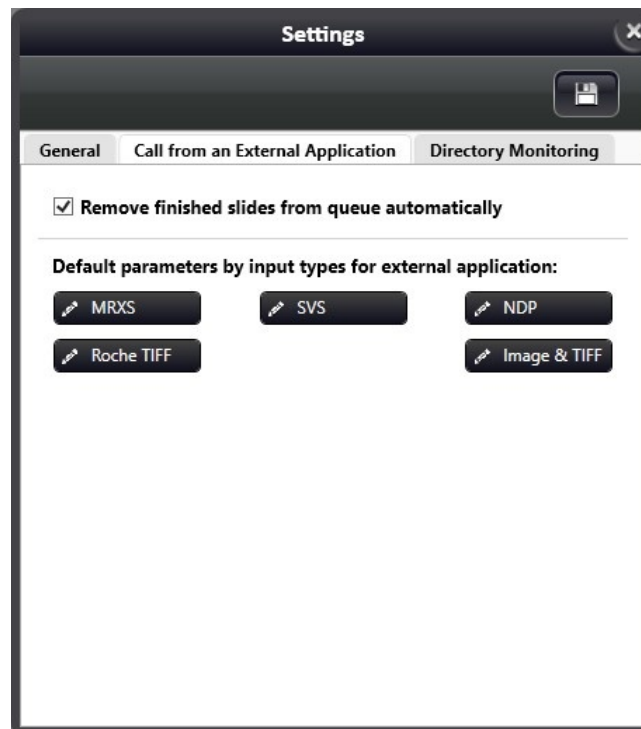 Settings
General Call from an External Application Directory Monitoring
Remove finished slides from queue automatically
Default parameters by input types for external application:
MRXS SVS NDP
Roche TIFF Image & TIFF